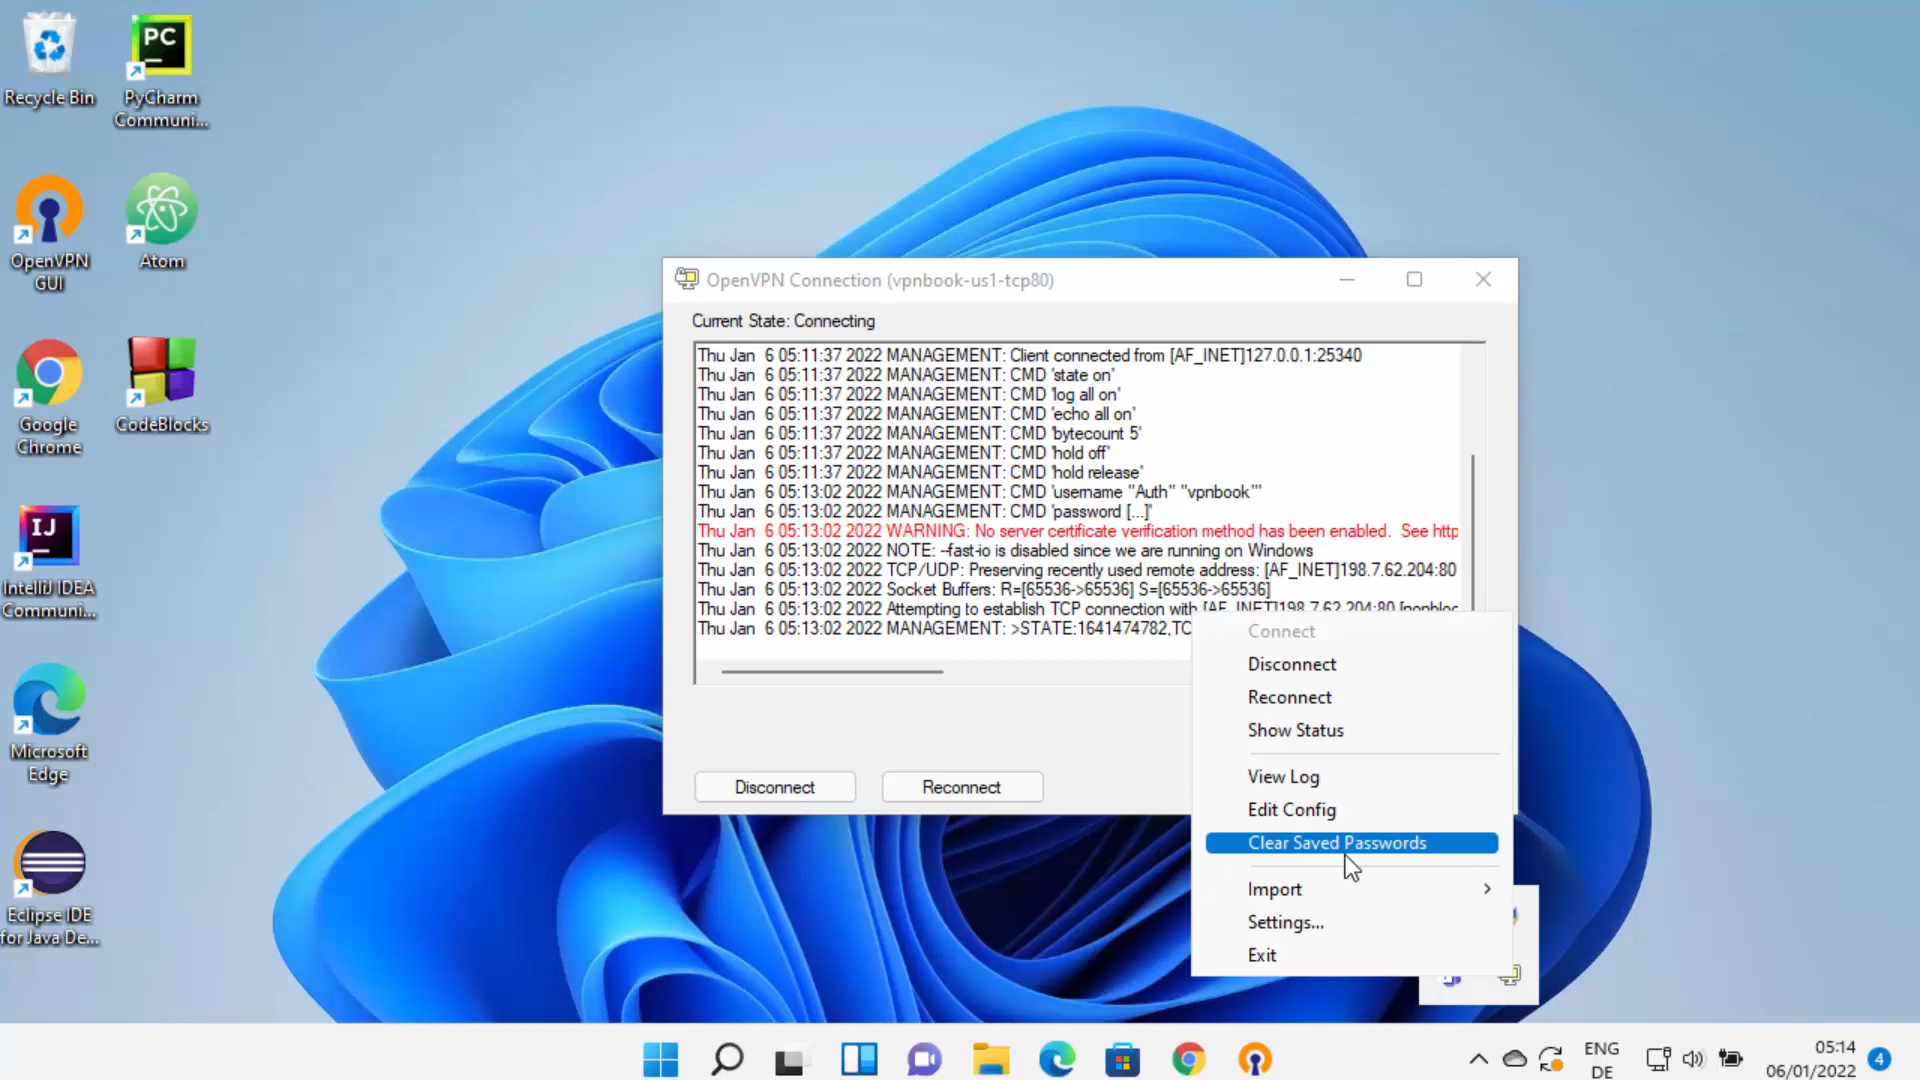 Recycle Bin
PC
PyCharm
Communi...
OpenVPN
GUI
Atom
Google
Chrome
CodeBlocks
IJ
IntelliJ IDEA
Communi...
Microsoft
Edge
Eclipse IDE
for Java De...
OpenVPN Connection (vpnbook-us1-tcp80)
Current State: Connecting
Thu Jan 6 05:11:37 2022 MANAGEMENT: Client connected from [AF_INET]127.0.0.1:25340
Thu Jan 6 05:11:37 2022 MANAGEMENT: CMD 'state on'
Thu Jan 6 05:11:37 2022 MANAGEMENT: CMD 'log all on'
Thu Jan 6 05:11:37 2022 MANAGEMENT: CMD 'echo all on'
Thu Jan 6 05:11:37 2022 MANAGEMENT: CMD 'bytecount 5'
Thu Jan 6 05:11:37 2022 MANAGEMENT: CMD 'hold off'
Thu Jan 6 05:11:37 2022 MANAGEMENT: CMD 'hold release'
Thu Jan 6 05:13:02 2022 MANAGEMENT: CMD 'username "Auth" "vpnbook"'
Thu Jan 6 05:13:02 2022 MANAGEMENT: CMD 'password [...]'
Thu Jan 6 05:13:02 2022 WARNING: No server certificate verification method has been enabled. See http
Thu Jan 6 05:13:02 2022 NOTE: --fast-io is disabled since we are running on Windows
Thu Jan 6 05:13:02 2022 TCP/UDP: Preserving recently used remote address: [AF_INET]198.7.62.204:80
Thu Jan 6 05:13:02 2022 Socket Buffers: R=[65536->65536] S=[65536->65536]
Thu Jan 6 05:13:02 2022 Attempting to establish TCP connection with [AF_INET]198.7.62.204:80 [nonbloc
Thu Jan 6 05:13:02 2022 MANAGEMENT: >STATE:1641474782,TC
Disconnect
Reconnect
Connect
Disconnect
Reconnect
Show Status
View Log
Edit Config
Clear Saved Passwords
Import
Settings...
Exit
ENG
DE
05:14
06/01/2022
4